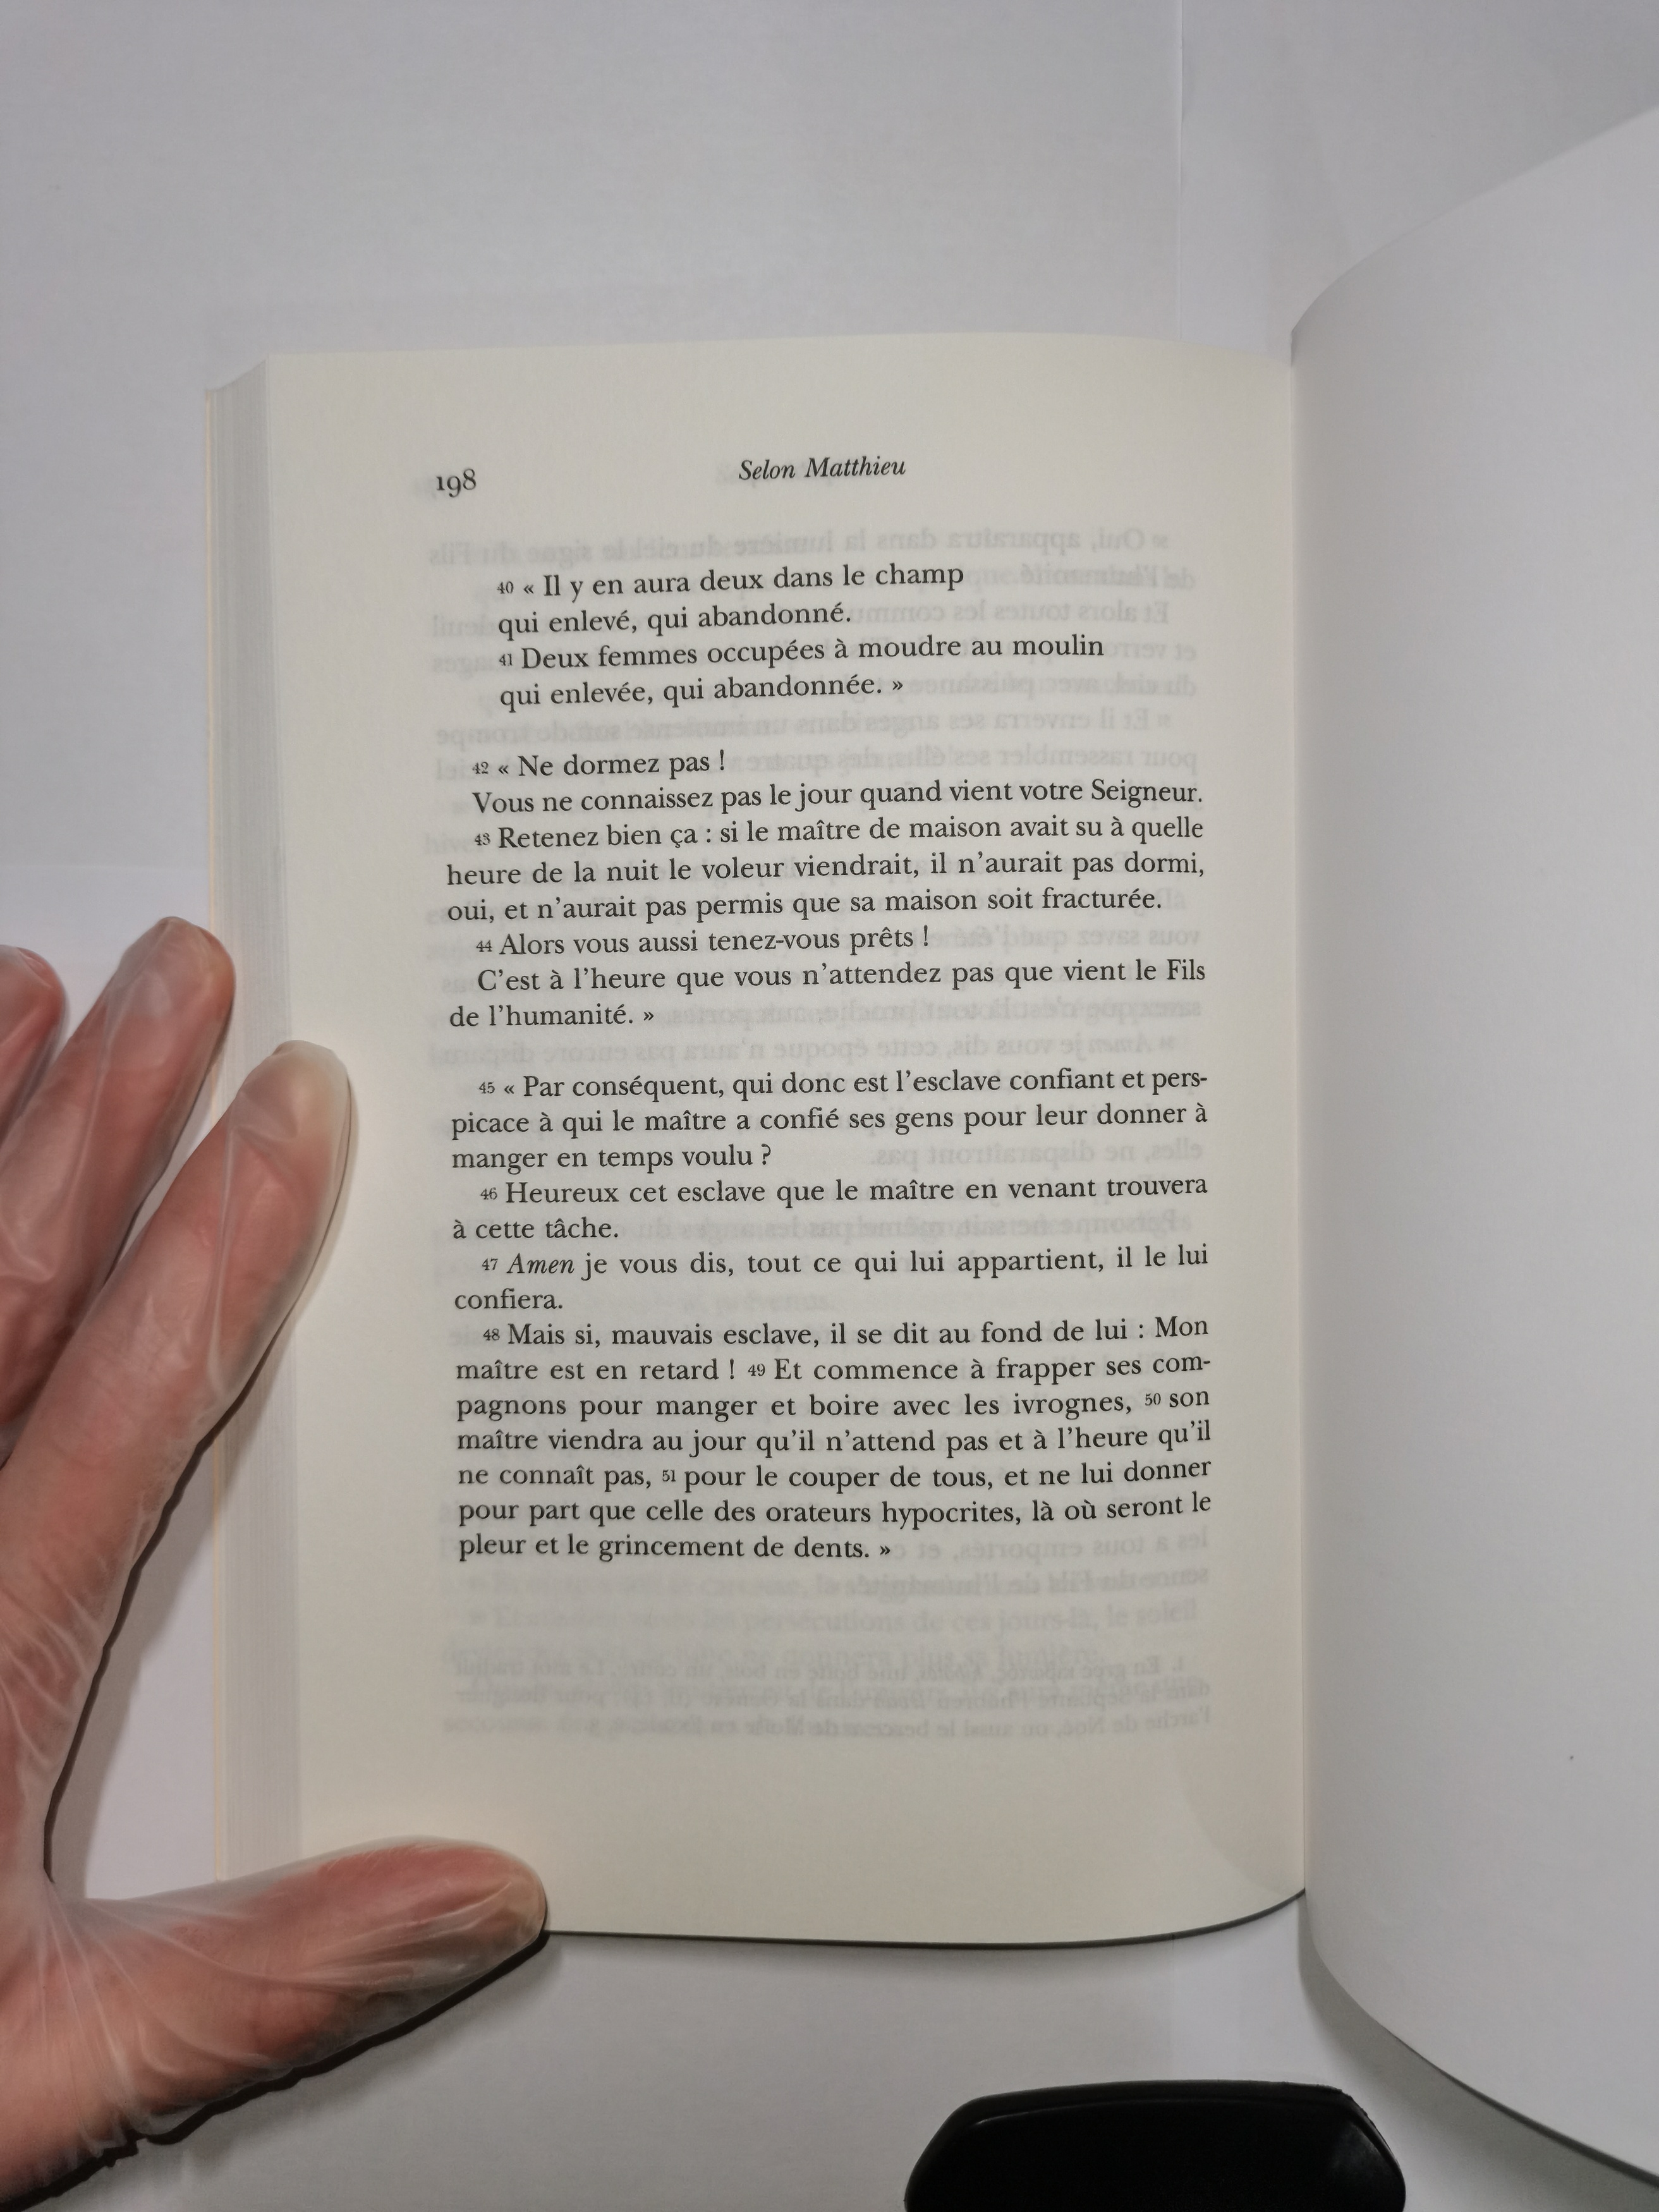 198
Selon Matthieu
40 « Il y en aura deux dans le champ
qui enlevé, qui abandonné.
41 Deux femmes occupées à moudre au moulin
qui enlevée, qui abandonnée. »
42 « Ne dormez pas !
Vous ne connaissez pas le jour quand vient votre Seigneur.
43 Retenez bien ça : si le maître de maison avait su à quelle
heure de la nuit le voleur viendrait, il n’aurait pas dormi,
oui, et n’aurait pas permis que sa maison soit fracturée.
44 Alors vous aussi tenez-vous prêts !
C’est à l’heure que vous n’attendez pas que vient le Fils
de l’humanité. »
45 « Par conséquent, qui donc est l’esclave confiant et pers-
picace à qui le maître a confié ses gens pour leur donner à
manger en temps voulu ?
46 Heureux cet esclave que le maître en venant trouvera
à cette tâche.
47 Amen je vous dis, tout ce qui lui appartient, il le lui
confiera.
48 Mais si, mauvais esclave, il se dit au fond de lui : Mon
maître est en retard ! 49 Et commence à frapper ses com-
pagnons pour manger et boire avec les ivrognes, 50 son
maître viendra au jour qu’il n’attend pas et à l’heure qu’il
ne connaît pas, 51 pour le couper de tous, et ne lui donner
pour part que celle des orateurs hypocrites, là où seront le
pleur et le grincement de dents. »